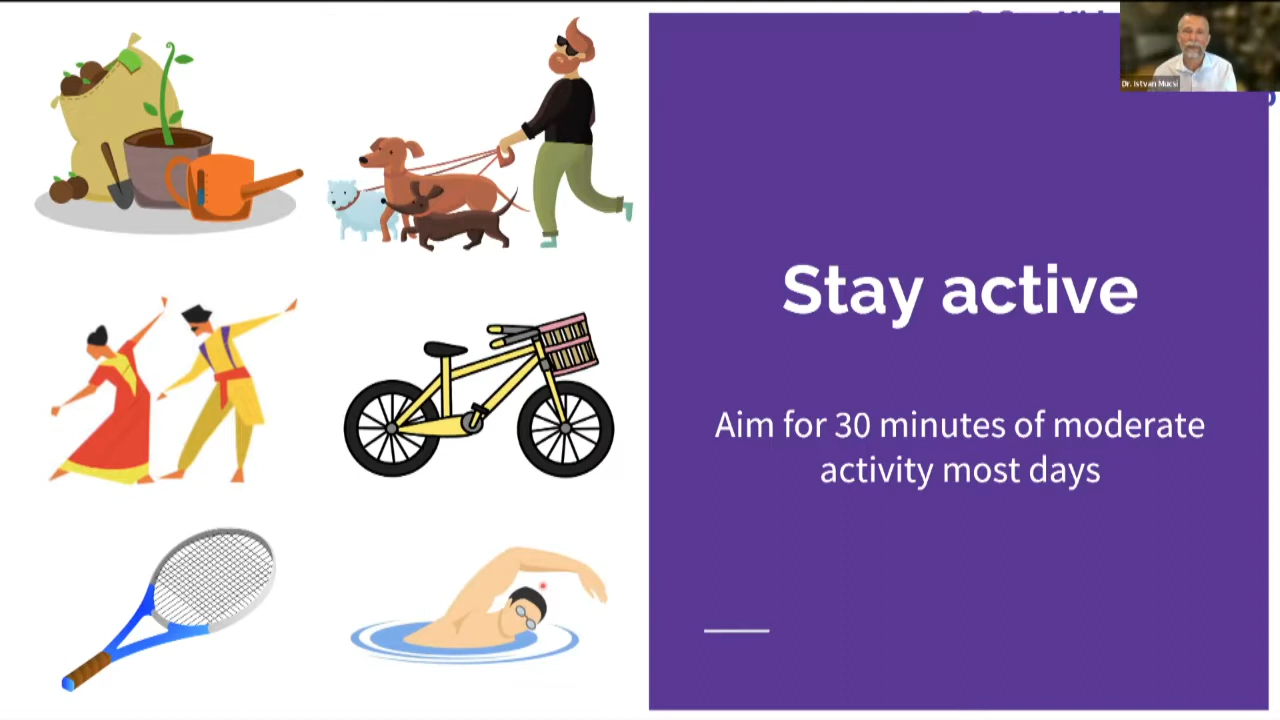 Dr. Istvan Mucsi
Stay active
Aim for 30 minutes of moderate
activity most days